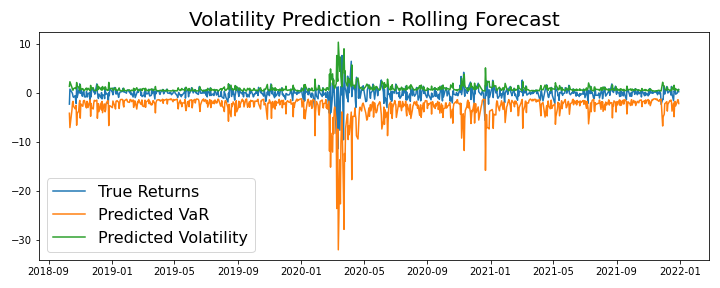 Volatility Prediction - Rolling Forecast
10
0
−10
−20
−30
True Returns
Predicted VaR
Predicted Volatility
2018-09 2019-01 2019-05 2019-09 2020-01 2020-05 2020-09 2021-01 2021-05 2021-09 2022-01